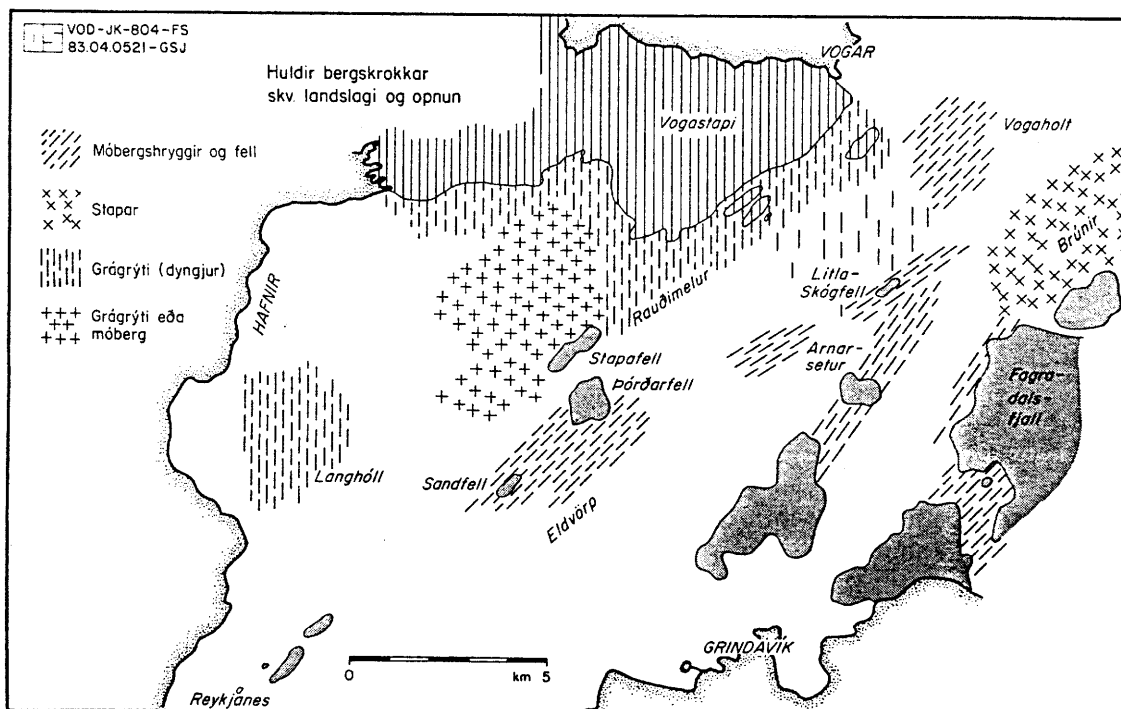 OS VOD-JK-804-FS
83.04.0521-GSJ
Huldir bergskrokkar
skv. landslagi og opnun
Móbergshryggir og fell
Stapar
Grágrýti (dyngjur)
Grágrýti eða
móberg
VOGAR
Vogastapi
Vogaholt
Brúnir
HAFNIR
Rauðimelur
Litla-
Skógfell
Stapafell
Arnar-
setur
Þórðarfell
Fagra-
dals-
fjall
Langhóll
Sandfell
Eldvörp
GRINDAVÍK
0 5
km
Reykjanes